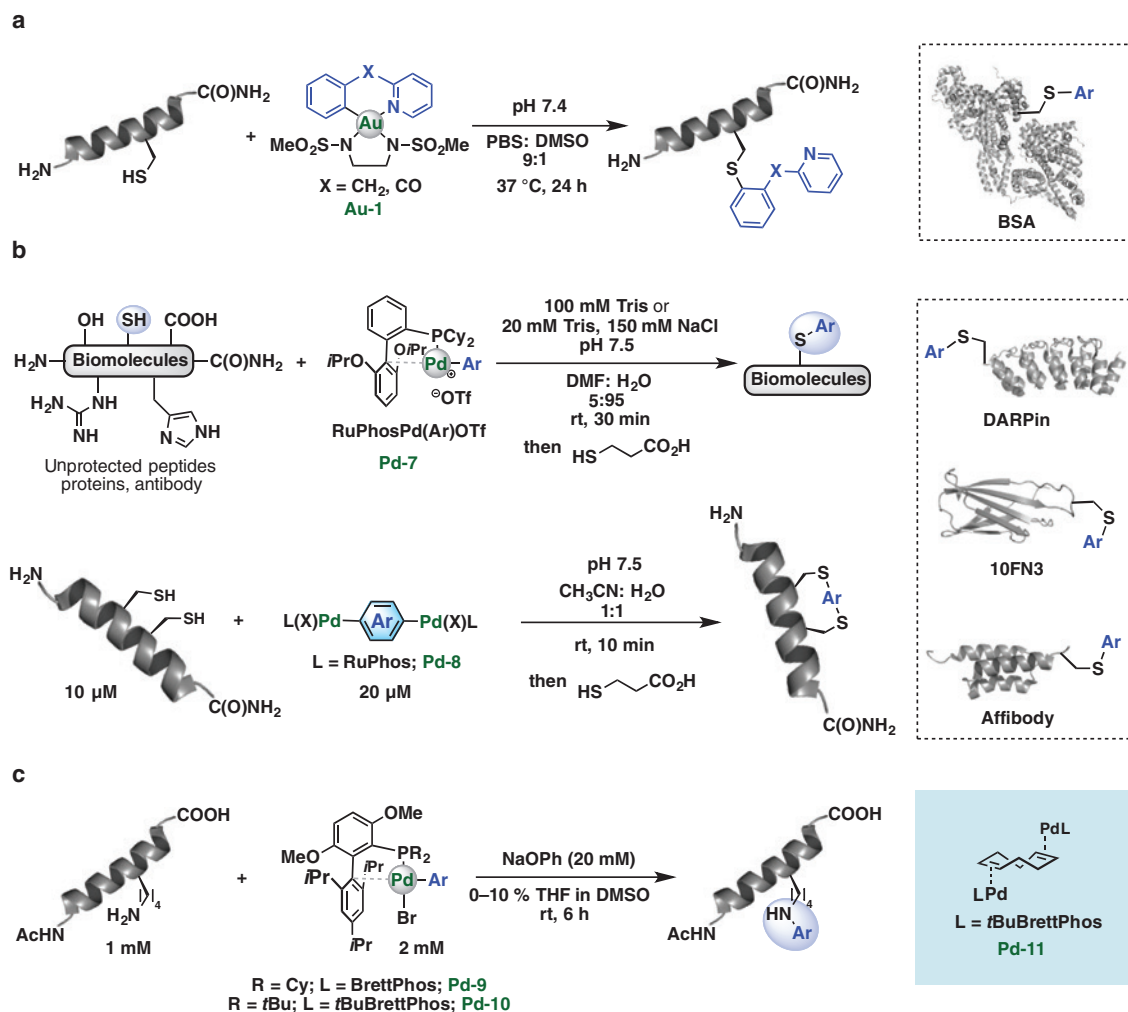 a
H₂N
HS
C(O)NH₂
+
X
N
Au
SO₂Me
N
N
SO₂Me
X = CH₂, CO
Au-1
pH 7.4
PBS: DMSO
9:1
37 °C, 24 h
H₂N
C(O)NH₂
S
X
N
S
Ar
BSA
b
OH
SH
COOH
H₂N
Biomolecules
C(O)NH₂
NH
H₂N
NH
N
NH
Unprotected peptides
proteins, antibody
+
PCy₂
OiPr
iPrO
Pd
Ar
⊕
⊖OTf
RuPhosPd(Ar)OTf
Pd-7
100 mM Tris or
20 mM Tris, 150 mM NaCl
pH 7.5
DMF: H₂O
5:95
rt, 30 min
then
HS
CO₂H
Ar
S
Biomolecules
Ar
S
DARPin
S
Ar
10FN3
Ar
S
Affibody
H₂N
SH
SH
10 µM
C(O)NH₂
+
L(X)Pd
Ar
Pd(X)L
L = RuPhos; Pd-8
20 µM
pH 7.5
CH₃CN: H₂O
1:1
rt, 10 min
then
HS
CO₂H
H₂N
S
Ar
S
C(O)NH₂
c
COOH
4
H₂N
AcHN
1 mM
+
OMe
MeO
PR₂
iPr
iPr
Pd
Ar
Br
iPr
2 mM
R = Cy; L = BrettPhos; Pd-9
R = tBu; L = tBuBrettPhos; Pd-10
NaOPh (20 mM)
0–10 % THF in DMSO
rt, 6 h
COOH
4
HN
Ar
AcHN
PdL
LPd
L = tBuBrettPhos
Pd-11